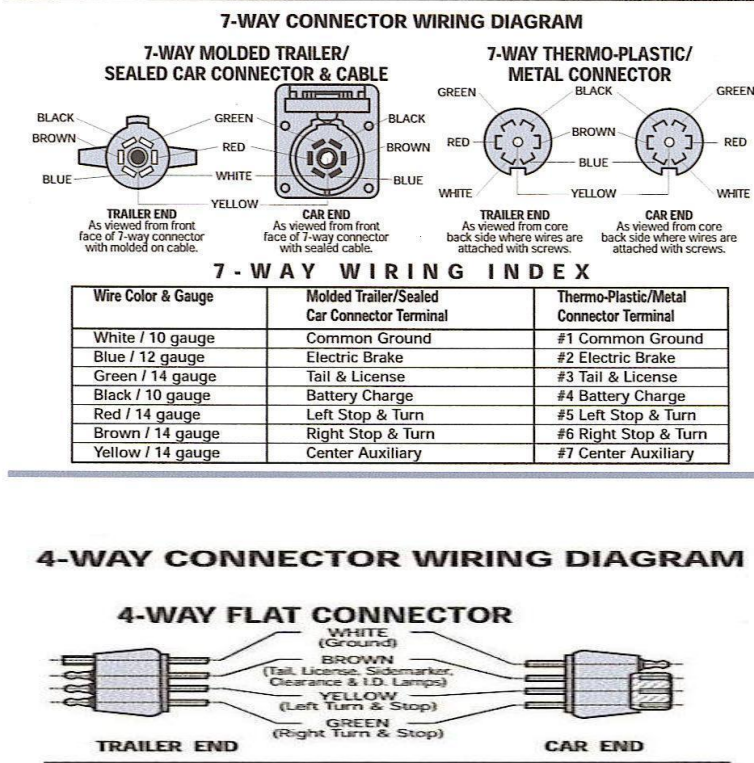 7-WAY CONNECTOR WIRING DIAGRAM
7-WAY MOLDED TRAILER/
SEALED CAR CONNECTOR & CABLE
BLACK
BROWN
BLUE
GREEN
RED
WHITE
YELLOW
BLACK
BROWN
BLUE
TRAILER END
As viewed from front
face of 7-way connector
with molded on cable.
CAR END
As viewed from front
face of 7-way connector
with sealed cable.
7-WAY THERMO-PLASTIC/
METAL CONNECTOR
GREEN
BLACK
GREEN
RED
BROWN
RED
BLUE
WHITE
YELLOW
WHITE
TRAILER END
As viewed from core
back side where wires are
attached with screws.
CAR END
As viewed from core
back side where wires are
attached with screws.
7-WAY WIRING INDEX
Wire Color & Gauge
Molded Trailer/Sealed
Car Connector Terminal
Thermo-Plastic/Metal
Connector Terminal
White / 10 gauge Common Ground #1 Common Ground
Blue / 12 gauge Electric Brake #2 Electric Brake
Green / 14 gauge Tail & License #3 Tail & License
Black / 10 gauge Battery Charge #4 Battery Charge
Red / 14 gauge Left Stop & Turn #5 Left Stop & Turn
Brown / 14 gauge Right Stop & Turn #6 Right Stop & Turn
Yellow / 14 gauge Center Auxiliary #7 Center Auxiliary
4-WAY CONNECTOR WIRING DIAGRAM
4-WAY FLAT CONNECTOR
WHITE
(Ground)
BROWN
(Tail, License, Sidemarker,
Clearance & I.D. Lamps)
YELLOW
(Left Turn & Stop)
GREEN
(Right Turn & Stop)
TRAILER END
CAR END